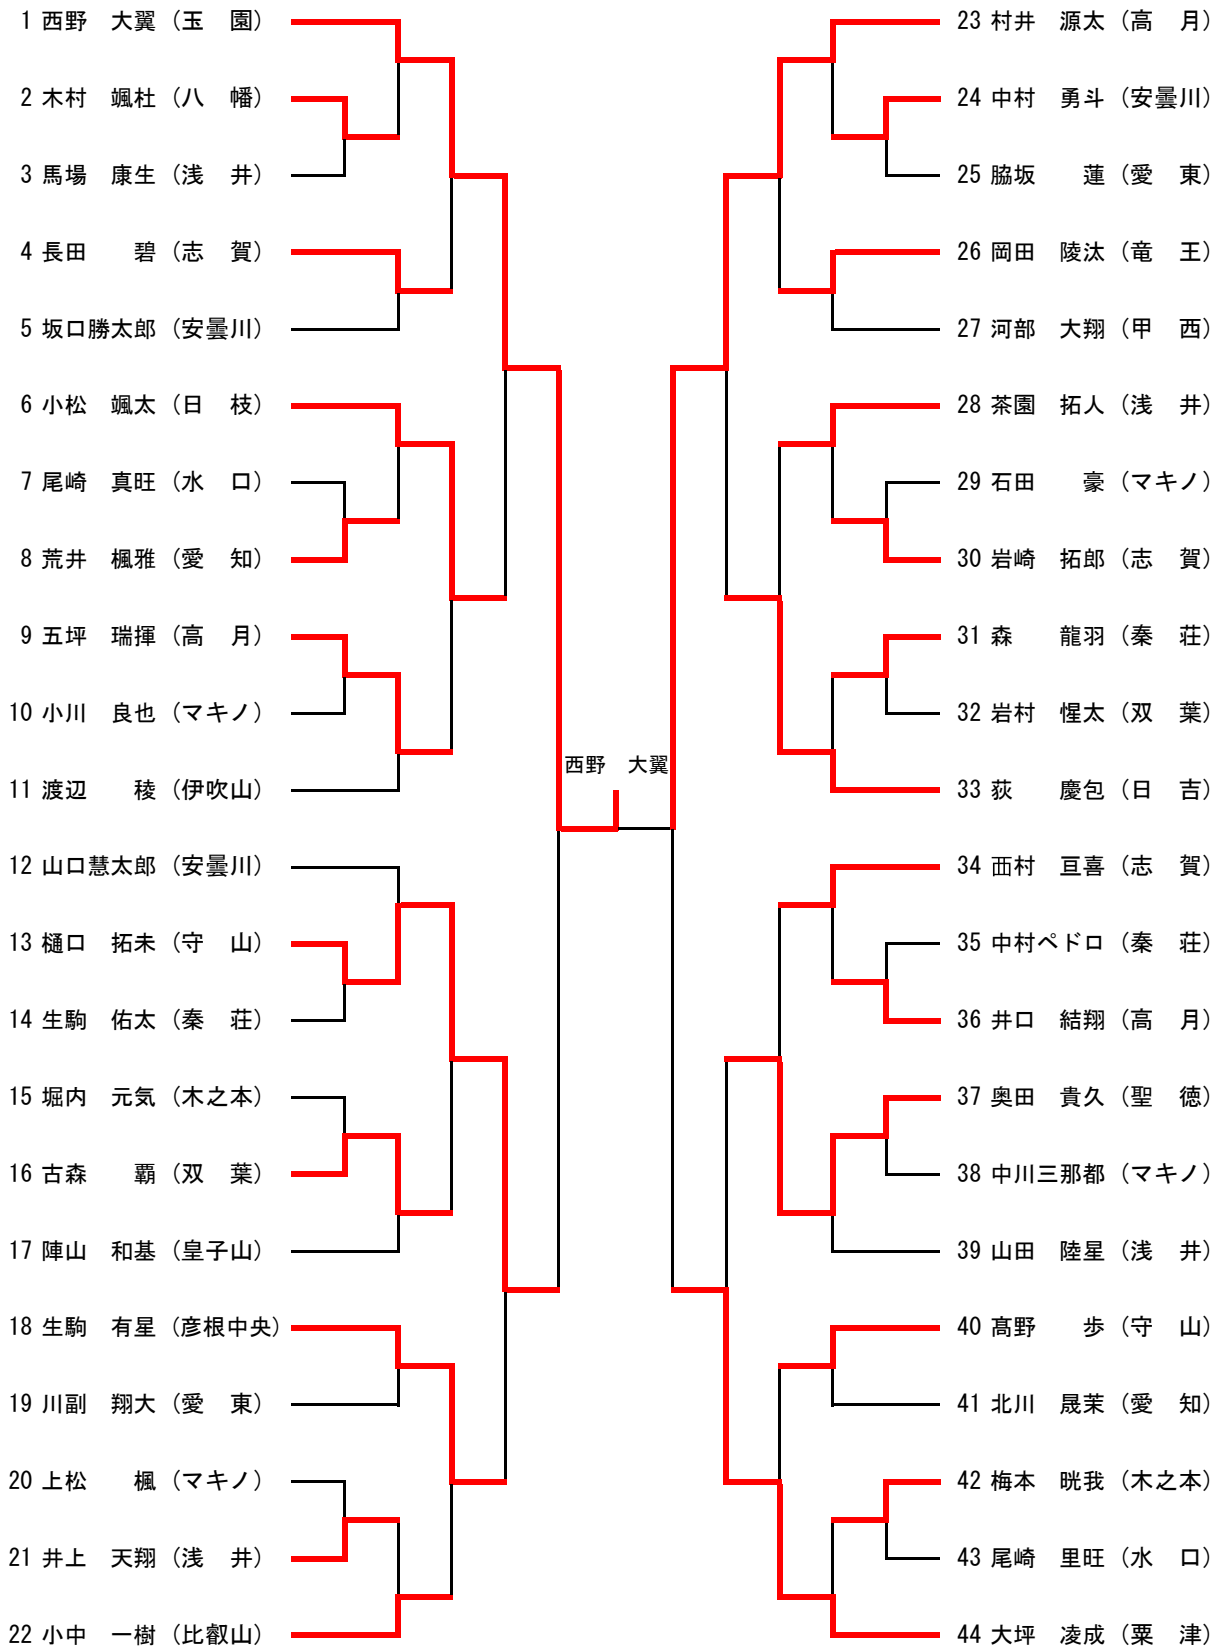 1 西野　大翼（玉　園）
2 木村　颯杜（八　幡）
3 馬場　康生（浅　井）
4 長田　　碧（志　賀）
5 坂口勝太郎（安曇川）
6 小松　颯太（日　枝）
7 尾崎　真旺（水　口）
8 荒井　楓雅（愛　知）
9 五坪　瑞揮（高　月）
10 小川　良也（マキノ）
11 渡辺　　稜（伊吹山）
12 山口慧太郎（安曇川）
13 樋口　拓未（守　山）
14 生駒　佑太（秦　荘）
15 堀内　元気（木之本）
16 古森　　覇（双　葉）
17 陣山　和基（皇子山）
18 生駒　有星（彦根中央）
19 川副　翔大（愛　東）
20 上松　　楓（マキノ）
21 井上　天翔（浅　井）
22 小中　一樹（比叡山）
西野　大翼
23 村井　源太（高　月）
24 中村　勇斗（安曇川）
25 脇坂　　蓮（愛　東）
26 岡田　陵汰（竜　王）
27 河部　大翔（甲　西）
28 茶園　拓人（浅　井）
29 石田　　豪（マキノ）
30 岩崎　拓郎（志　賀）
31 森　　龍羽（秦　荘）
32 岩村　惺太（双　葉）
33 荻　　慶包（日　吉）
34 西村　亘喜（志　賀）
35 中村ペドロ（秦　荘）
36 井口　結翔（高　月）
37 奥田　貴久（聖　徳）
38 中川三那都（マキノ）
39 山田　陸星（浅　井）
40 髙野　　歩（守　山）
41 北川　晟茉（愛　知）
42 梅本　晄我（木之本）
43 尾崎　里旺（水　口）
44 大坪　凌成（粟　津）